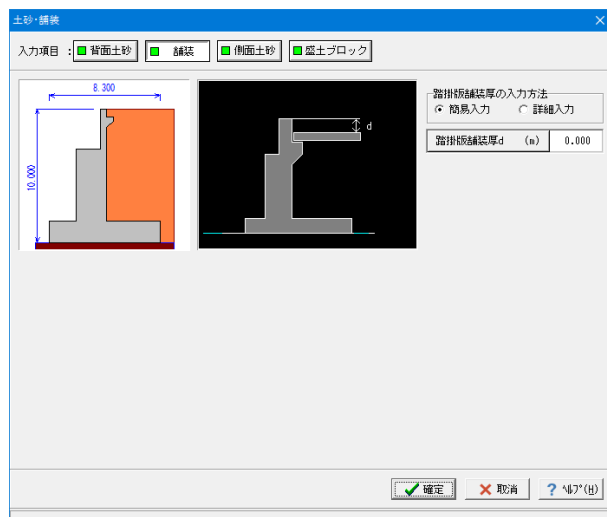 土砂・舗装
入力項目 : 背面土砂 舗装 側面土砂 盛土ブロック
8.300
10.000
d
踏掛版舗装厚の入力方法
簡易入力 詳細入力
踏掛版舗装厚d (m) 0.000
確定 取消 ? ﾍﾙﾌﾟ(H)